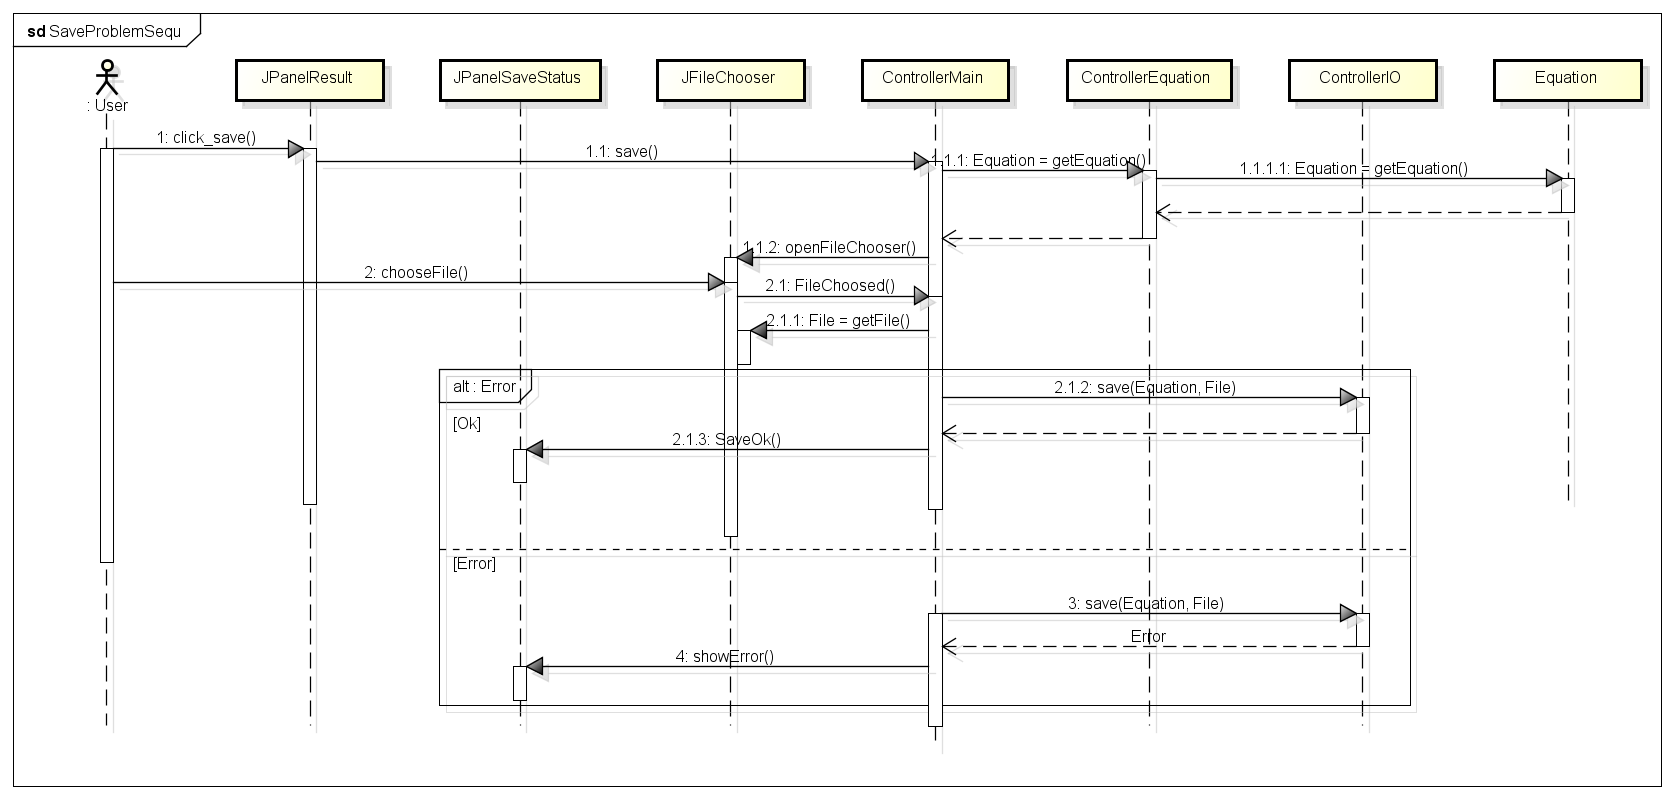 sd SaveProblemSequ
: User
JPanelResult
JPanelSaveStatus
JFileChooser
ControllerMain
ControllerEquation
ControllerIO
Equation
1: click_save()
1.1: save()
1.1.1: Equation = getEquation()
1.1.1.1: Equation = getEquation()
1.1.2: openFileChooser()
2: chooseFile()
2.1: FileChoosed()
2.1.1: File = getFile()
alt : Error
2.1.2: save(Equation, File)
[Ok]
2.1.3: SaveOk()
[Error]
3: save(Equation, File)
Error
4: showError()